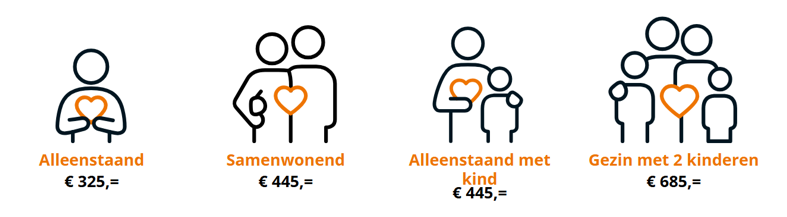 Alleenstaand
€ 325,=
Samenwonend
€ 445,=
Alleenstaand met
kind
€ 445,=
Gezin met 2 kinderen
€ 685,=